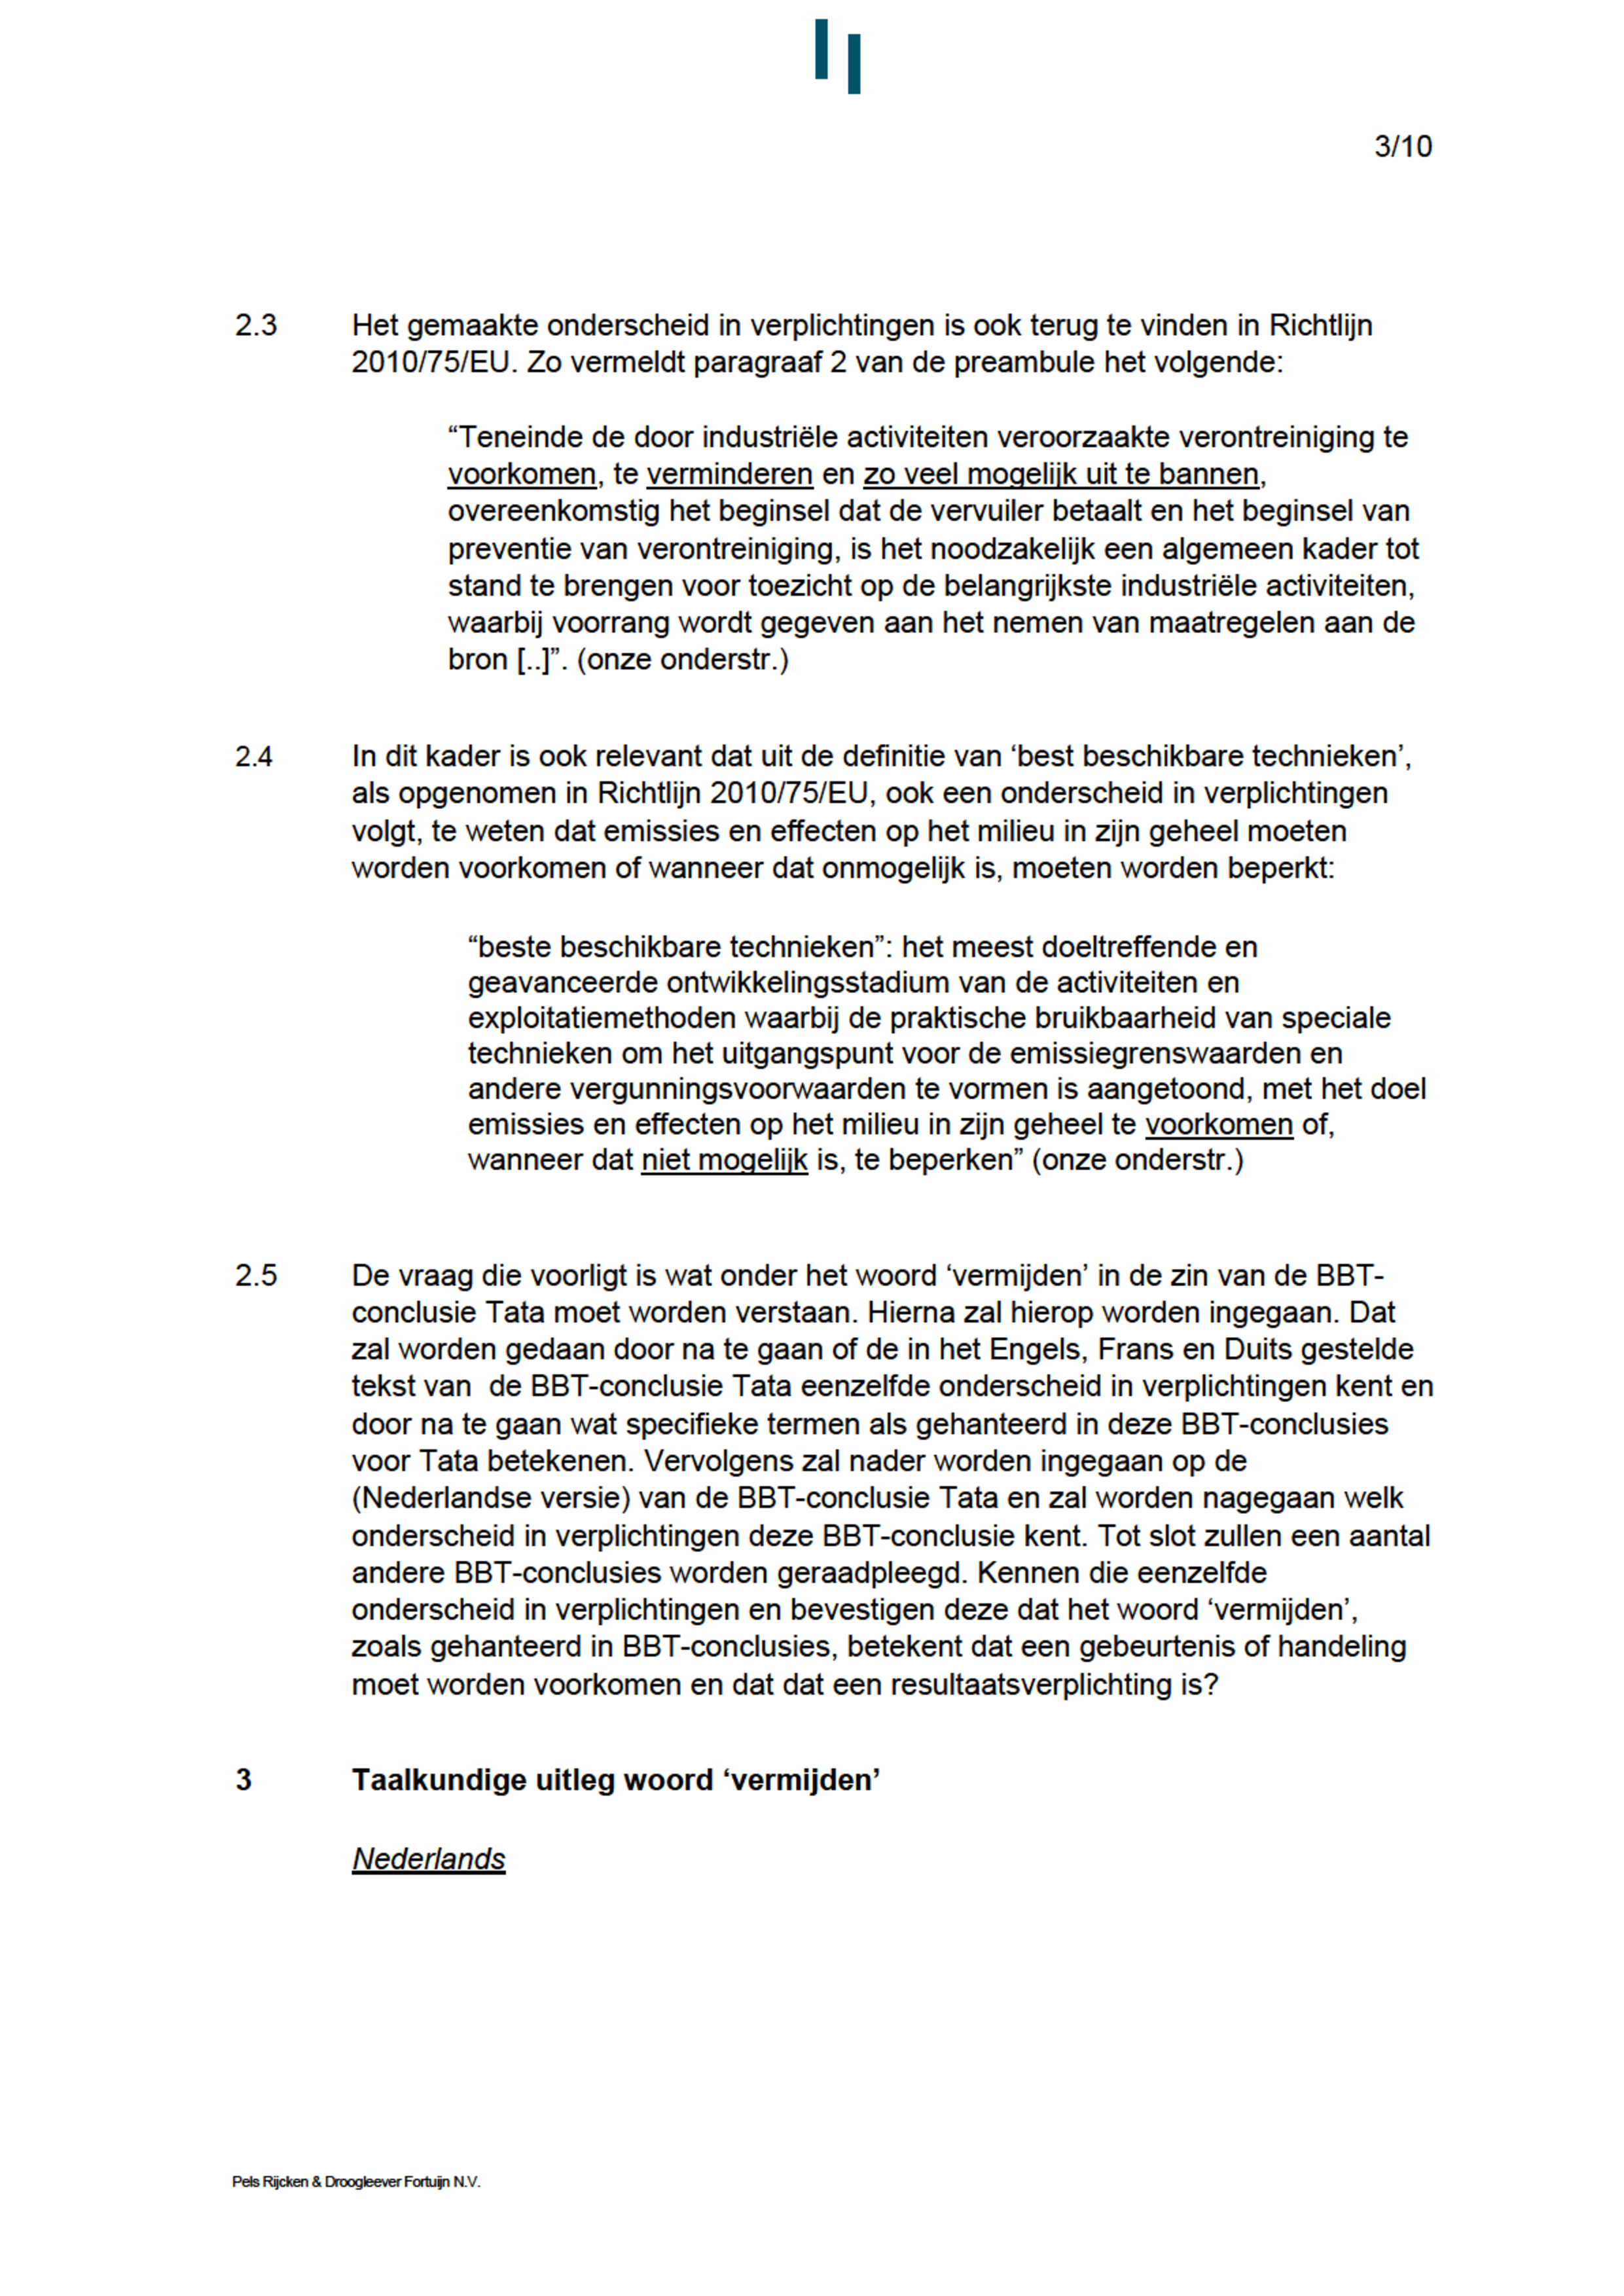 3/10
2.3 Het gemaakte onderscheid in verplichtingen is ook terug te vinden in Richtlijn
2010/75/EU. Zo vermeldt paragraaf 2 van de preambule het volgende:
“Teneinde de door industriële activiteiten veroorzaakte verontreiniging te
voorkomen, te verminderen en zo veel mogelijk uit te bannen,
overeenkomstig het beginsel dat de vervuiler betaalt en het beginsel van
preventie van verontreiniging, is het noodzakelijk een algemeen kader tot
stand te brengen voor toezicht op de belangrijkste industriële activiteiten,
waarbij voorrang wordt gegeven aan het nemen van maatregelen aan de
bron [..]”. (onze onderstr.)
2.4 In dit kader is ook relevant dat uit de definitie van ‘best beschikbare technieken’,
als opgenomen in Richtlijn 2010/75/EU, ook een onderscheid in verplichtingen
volgt, te weten dat emissies en effecten op het milieu in zijn geheel moeten
worden voorkomen of wanneer dat onmogelijk is, moeten worden beperkt:
“beste beschikbare technieken”: het meest doeltreffende en
geavanceerde ontwikkelingsstadium van de activiteiten en
exploitatiemethoden waarbij de praktische bruikbaarheid van speciale
technieken om het uitgangspunt voor de emissiegrenswaarden en
andere vergunningsvoorwaarden te vormen is aangetoond, met het doel
emissies en effecten op het milieu in zijn geheel te voorkomen of,
wanneer dat niet mogelijk is, te beperken” (onze onderstr.)
2.5 De vraag die voorligt is wat onder het woord ‘vermijden’ in de zin van de BBT-
conclusie Tata moet worden verstaan. Hierna zal hierop worden ingegaan. Dat
zal worden gedaan door na te gaan of de in het Engels, Frans en Duits gestelde
tekst van de BBT-conclusie Tata eenzelfde onderscheid in verplichtingen kent en
door na te gaan wat specifieke termen als gehanteerd in deze BBT-conclusies
voor Tata betekenen. Vervolgens zal nader worden ingegaan op de
(Nederlandse versie) van de BBT-conclusie Tata en zal worden nagegaan welk
onderscheid in verplichtingen deze BBT-conclusie kent. Tot slot zullen een aantal
andere BBT-conclusies worden geraadpleegd. Kennen die eenzelfde
onderscheid in verplichtingen en bevestigen deze dat het woord ‘vermijden’,
zoals gehanteerd in BBT-conclusies, betekent dat een gebeurtenis of handeling
moet worden voorkomen en dat dat een resultaatsverplichting is?
3 Taalkundige uitleg woord ‘vermijden’
Nederlands
Pels Rijcken & Droogleever Fortuijn N.V.